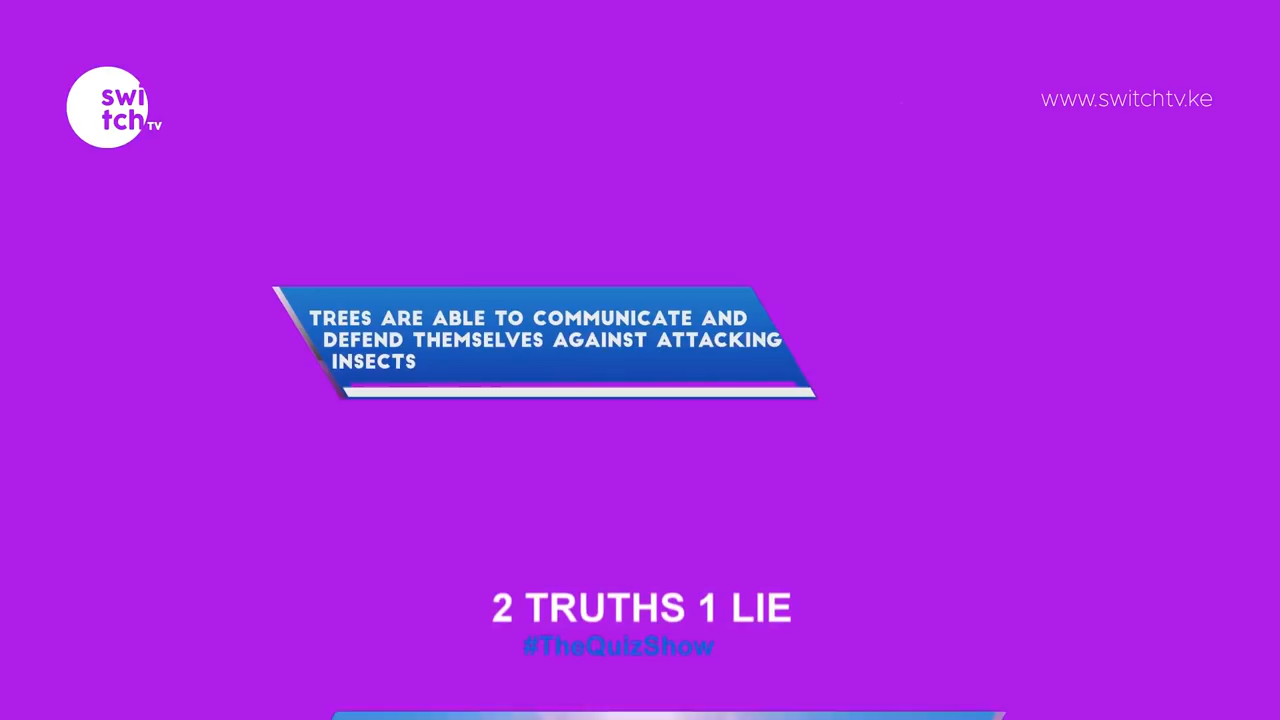 swi
tch TV
www.switchtv.ke
TREES ARE ABLE TO COMMUNICATE AND
DEFEND THEMSELVES AGAINST ATTACKING
INSECTS
2 TRUTHS 1 LIE
#TheQuizShow